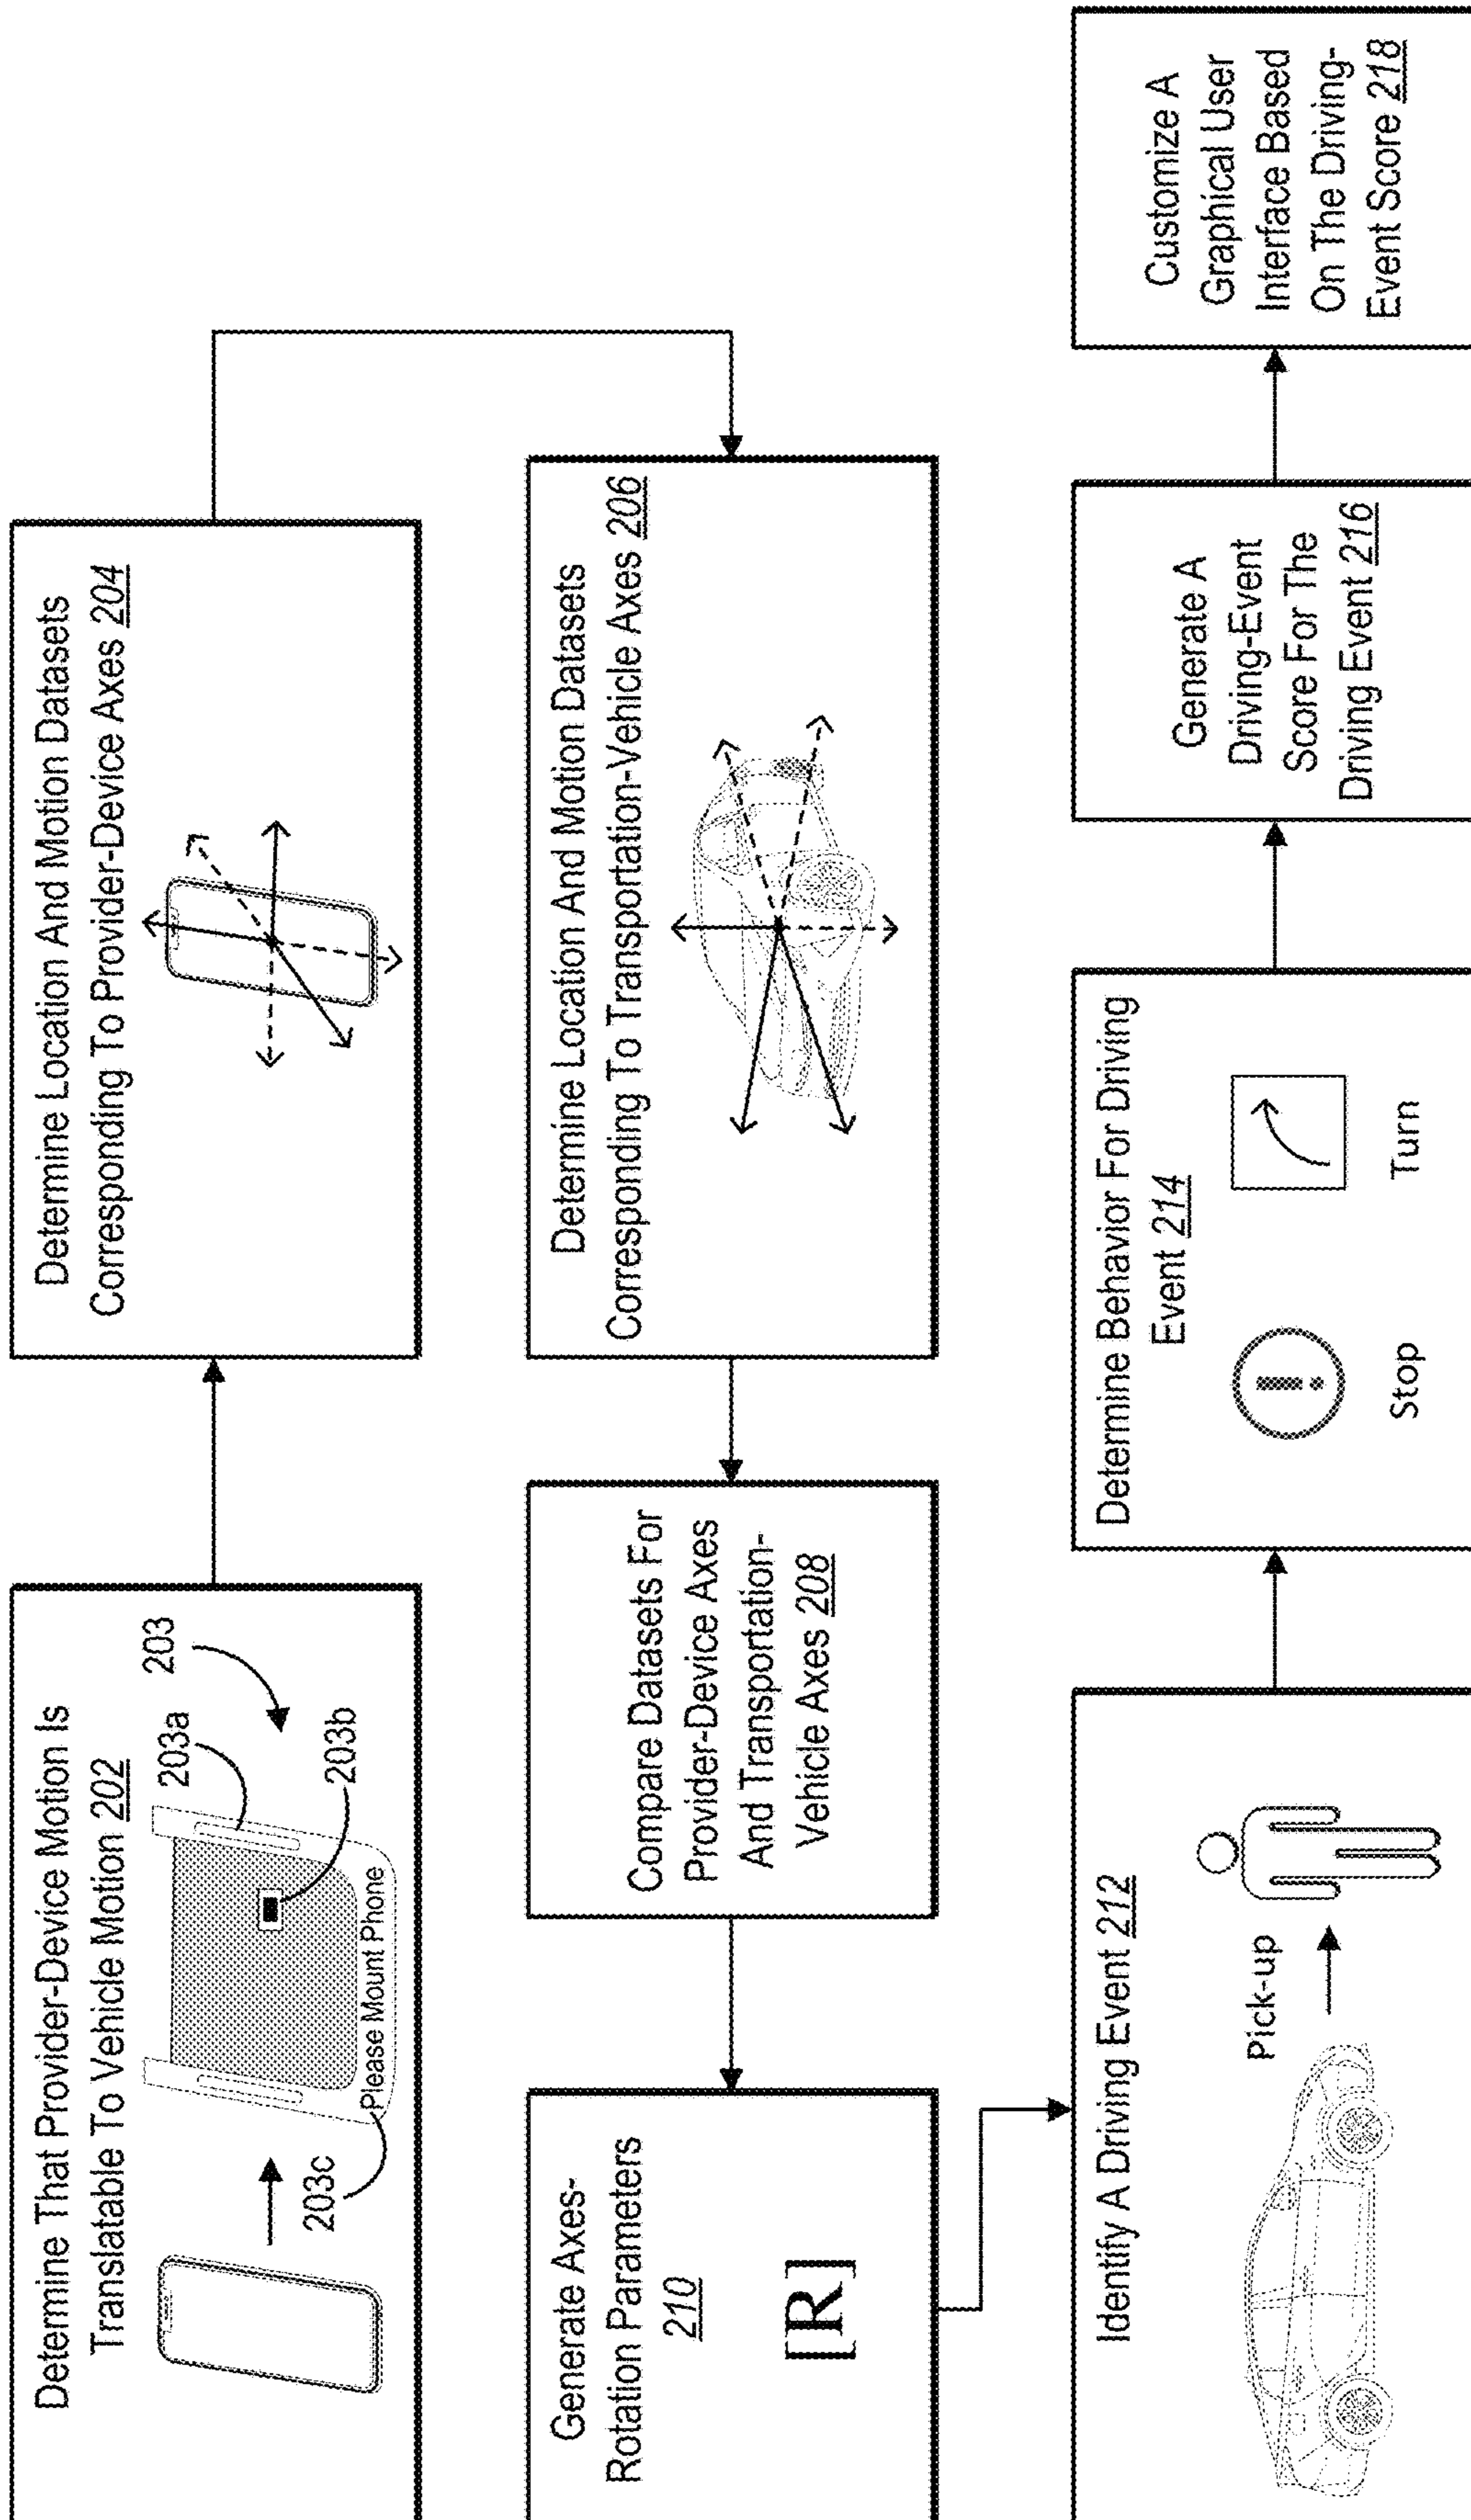 Determine That Provider-Device Motion Is
Translatable To Vehicle Motion 202
203
203a
203b
203c
Please Mount Phone
Determine Location And Motion Datasets
Corresponding To Provider-Device Axes 204
Determine Location And Motion Datasets
Corresponding To Transportation-Vehicle Axes 206
Compare Datasets For
Provider-Device Axes
And Transportation-
Vehicle Axes 208
Generate Axes-
Rotation Parameters
210
[R]
Identify A Driving Event 212
Pick-up
Determine Behavior For Driving
Event 214
Stop
Turn
Generate A
Driving-Event
Score For The
Driving Event 216
Customize A
Graphical User
Interface Based
On The Driving-
Event Score 218